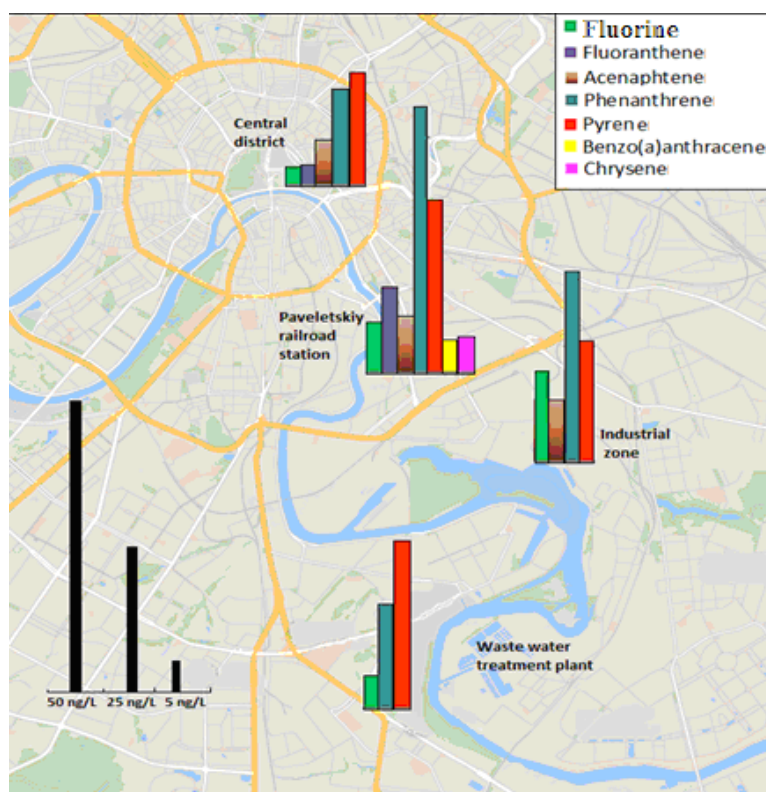 Fluorine
Fluoranthene
Acenaphtene
Phenanthrene
Pyrene
Benzo(a)anthracene
Chrysene
Central
district
Paveletskiy
railroad
station
Industrial
zone
Waste water
treatment plant
50 ng/L 25 ng/L 5 ng/L